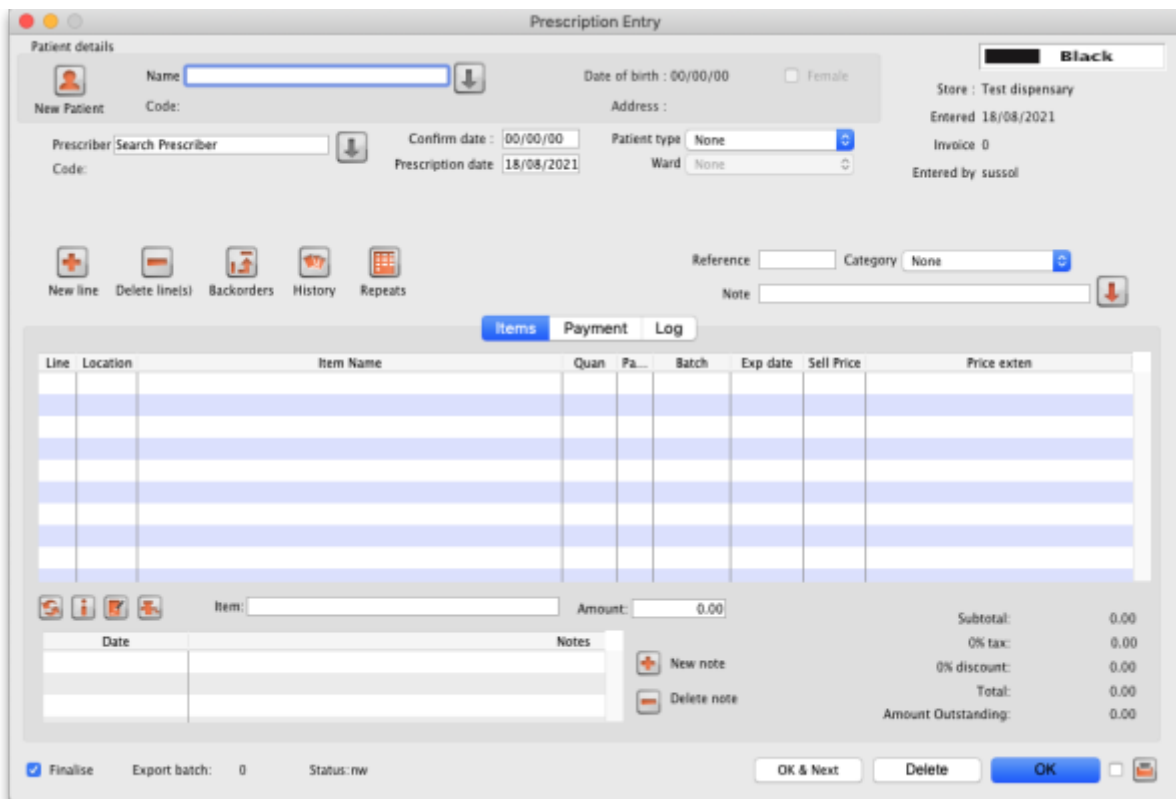 Prescription Entry
Patient details
Black
Name
Date of birth : 00/00/00
Female
New Patient
Code:
Address :
Store : Test dispensary
Entered 18/08/2021
Prescriber Search Prescriber
Confirm date : 00/00/00
Patient type None
Invoice 0
Code:
Prescription date 18/08/2021
Ward None
Entered by sussol
Reference
Category None
New line
Delete line(s)
Backorders
History
Repeats
Note
Items
Payment
Log
Line Location Item Name Quan Pa... Batch Exp date Sell Price Price exten
Item:
Amount: 0.00
Subtotal: 0.00
Date Notes
0% tax: 0.00
New note
0% discount: 0.00
Delete note
Total: 0.00
Amount Outstanding: 0.00
Finalise
Export batch: 0
Status: nw
OK & Next
Delete
OK